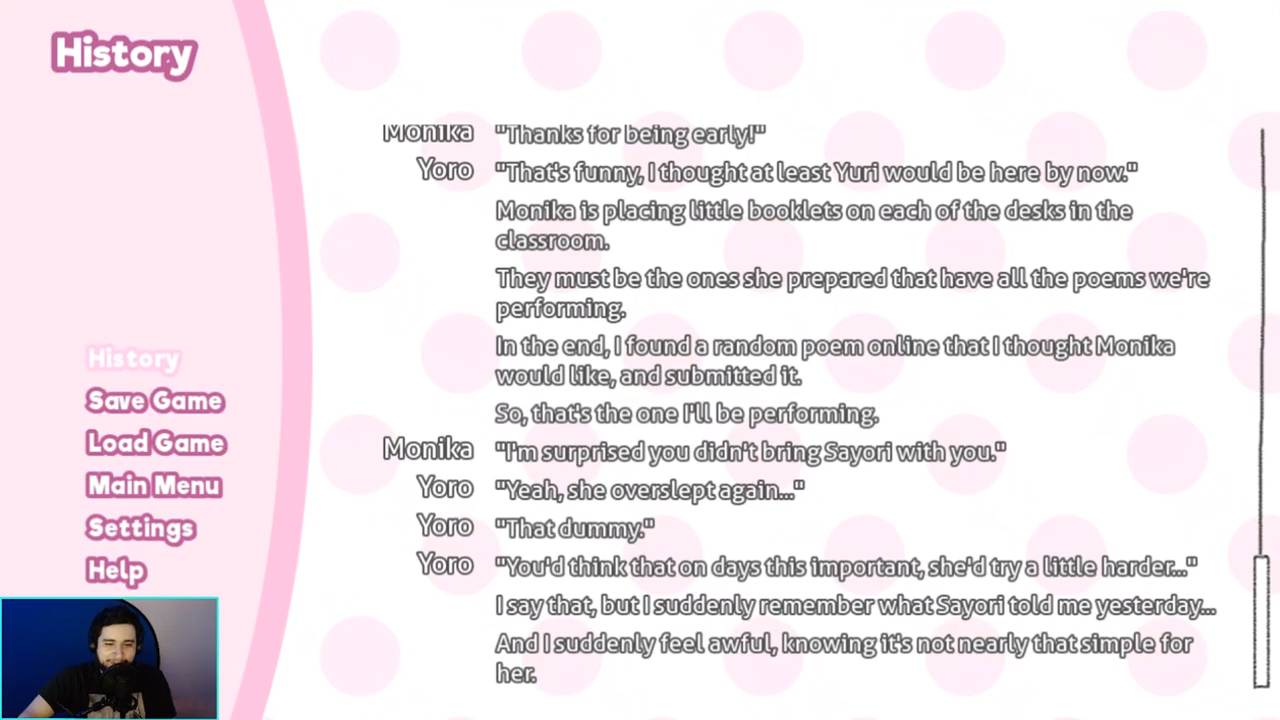 History
Monika "Thanks for being early!"
Yoro "That's funny, I thought at least Yuri would be here by now."
Monika is placing little booklets on each of the desks in the
classroom.
They must be the ones she prepared that have all the poems we're
performing.
In the end, I found a random poem online that I thought Monika
would like, and submitted it.
So, that's the one I'll be performing.
Monika "I'm surprised you didn't bring Sayori with you."
Yoro "Yeah, she overslept again..."
Yoro "That dummy."
Yoro "You'd think that on days this important, she'd try a little harder..."
I say that, but I suddenly remember what Sayori told me yesterday...
And I suddenly feel awful, knowing it's not nearly that simple for
her.
History
Save Game
Load Game
Main Menu
Settings
Help